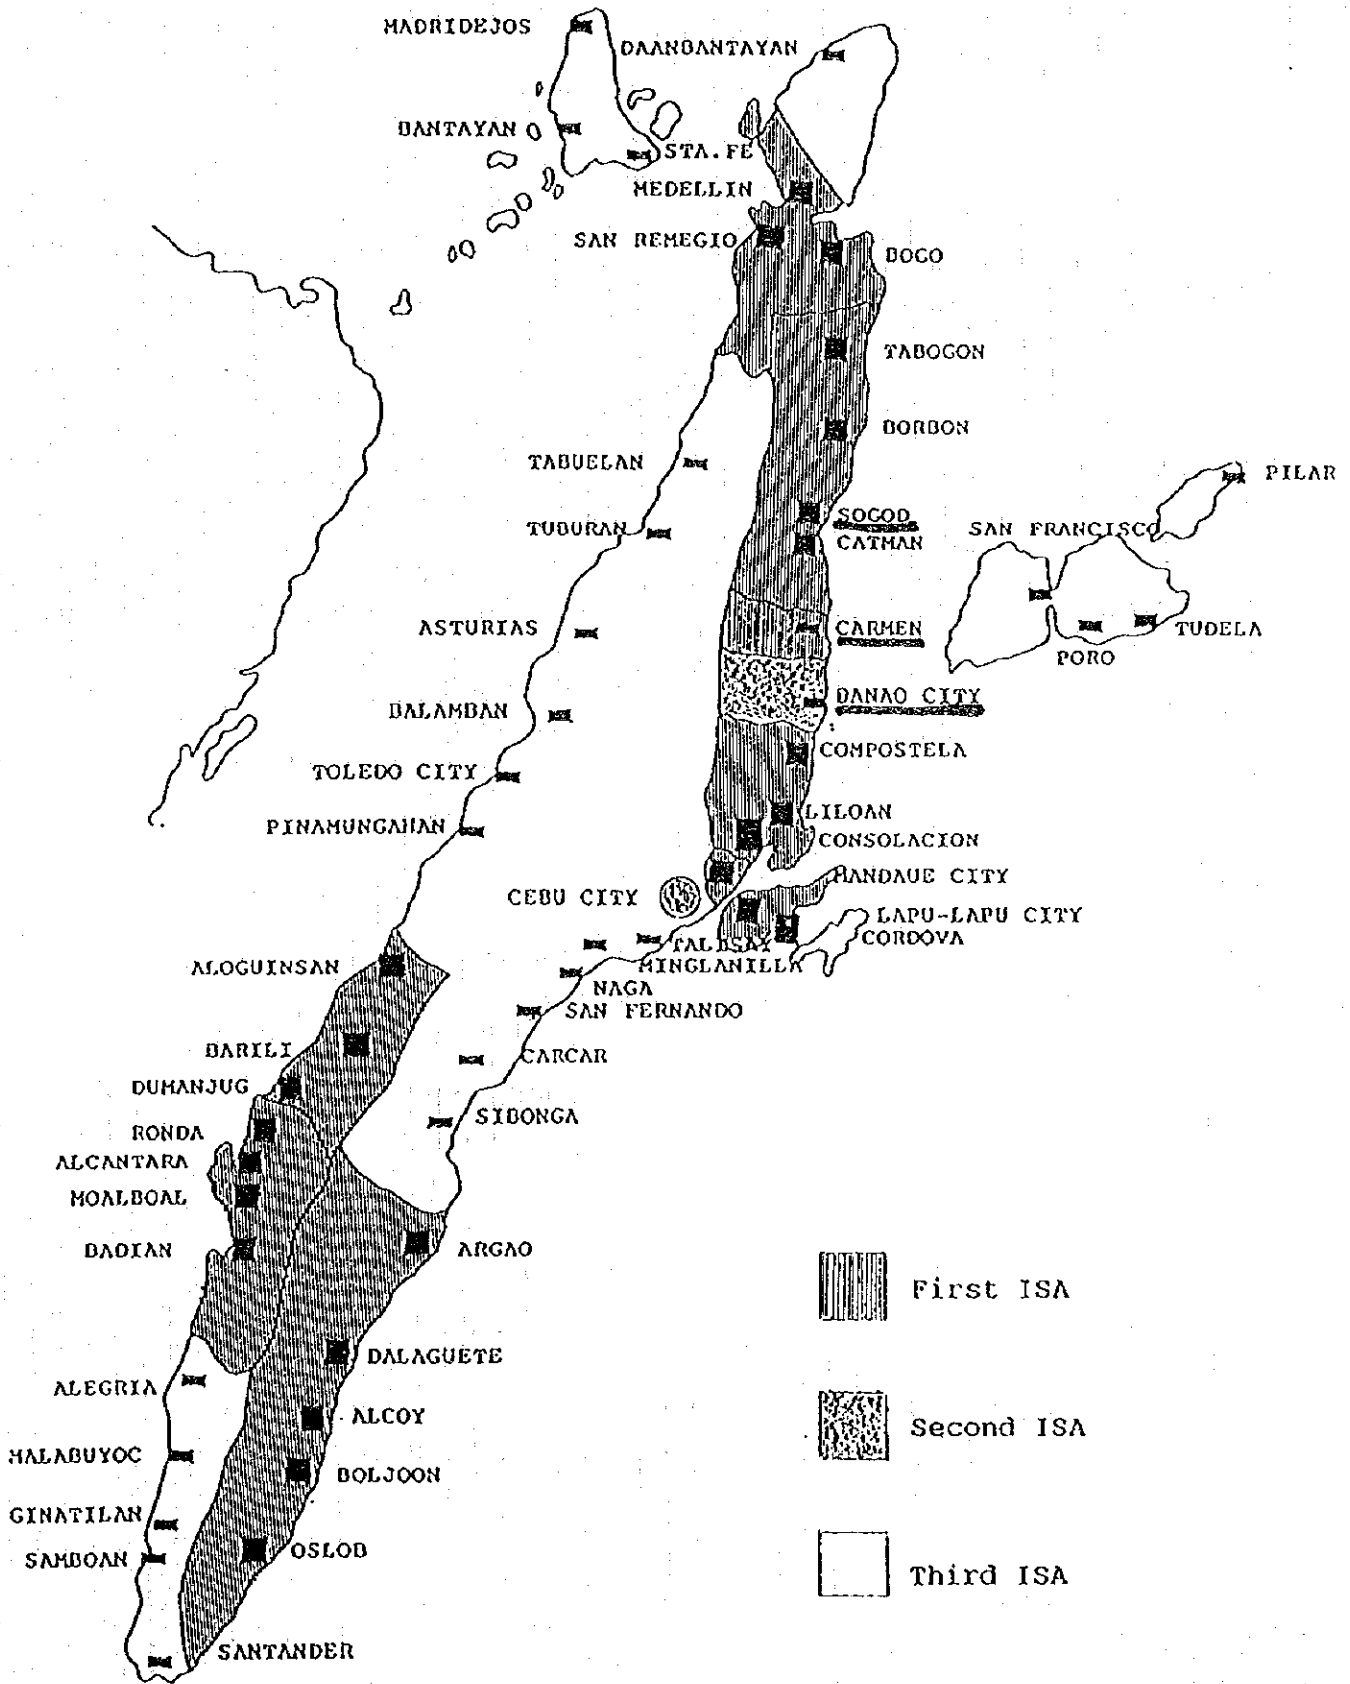 MADRIDEJOS
DAANBANTAYAN
BANTAYAN
STA.FE
MEDELLIN
SAN REMEGIO
BOGO
TABOGON
BORBON
TABUELAN
PILAR
SOGOD
TUBURAN
SAN FRANCISCO
CATMAN
ASTURIAS
CARMEN
TUDELA
PORO
BALAMBAN
DANAO CITY
COMPOSTELA
TOLEDO CITY
LILOAN
PINAMUNGAHAN
CONSOLACION
MANDAUE CITY
CEBU CITY
LAPU-LAPU CITY
CORDOVA
TALISAY
MINGLANILLA
ALOGUINSAN
NAGA
SAN FERNANDO
BARILI
CARCAR
DUMANJUG
SIBONGA
RONDA
ALCANTARA
MOALBOAL
BADIAN
ARGAO
First ISA
DALAGUETE
ALEGRIA
ALCOY
Second ISA
MALABUYOC
BOLJOON
GINATILAN
OSLOB
SAMBOAN
Third ISA
SANTANDER